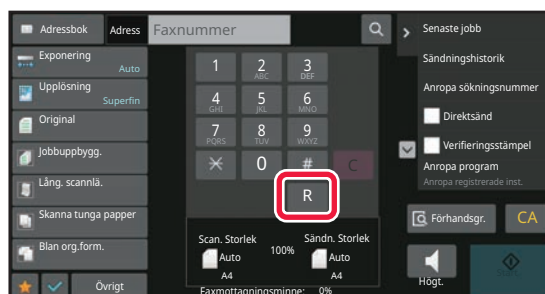 Adressbok
Adress
Faxnummer
Exponering
Auto
Upplösning
Superfin
Original
Jobbuppbygg.
Lång. scannlä.
Skanna tunga papper
Blan org.form.
Övrigt
1
2
ABC
3
DEF
4
GHI
5
JKL
6
MNO
7
PQRS
8
TUV
9
WXYZ
0
#
C
R
Scan. Storlek
100%
Sändn. Storlek
Auto
A4
Auto
A4
Faxmottagningsminne: 0%
Senaste jobb
Sändningshistorik
Anropa sökningsnummer
Direktsänd
Verifieringsstämpel
Anropa program
Anropa registrerade inst.
Förhandsgr.
CA
Högt.